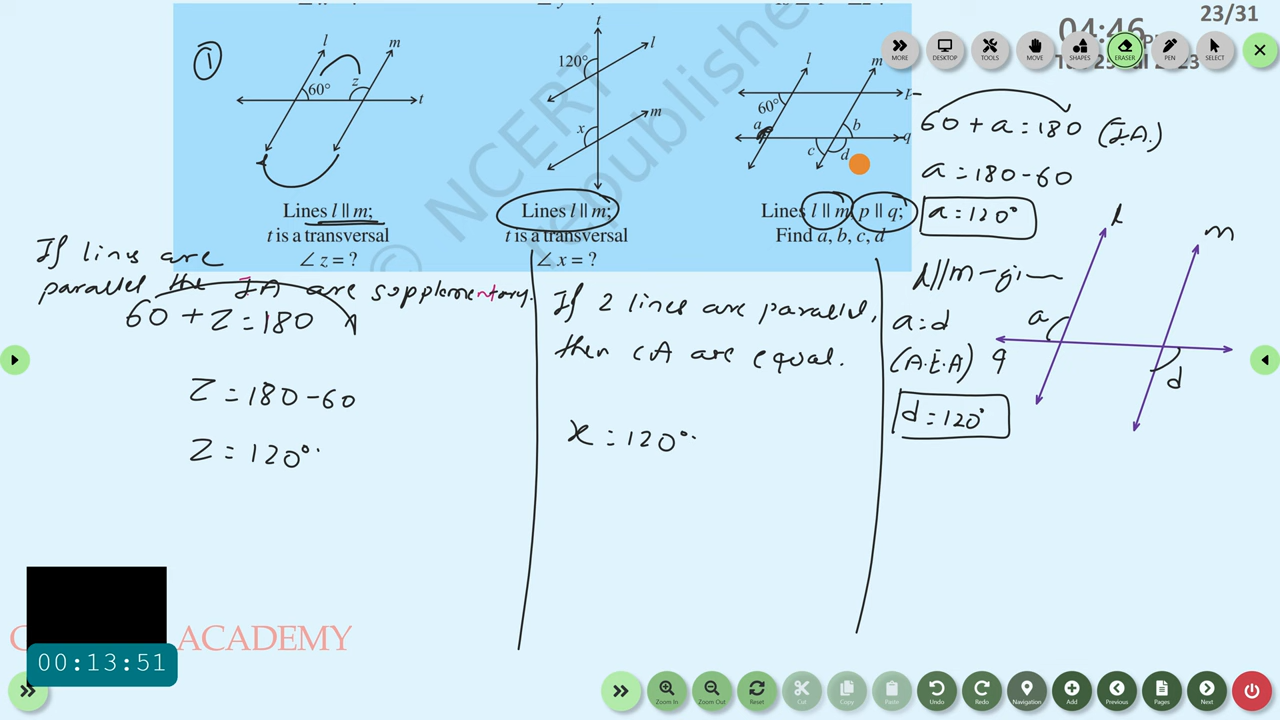 23/31
04:46
MORE
DESKTOP
TOOLS
MOVE
SHAPES
ERASER
PEN
SELECT
© NCERT
republishe
①
l
m
60°
z
t
Lines l || m;
t is a transversal
∠ z = ?
t
l
120°
m
x
Lines l || m;
t is a transversal
∠ x = ?
l
m
p
60°
a
b
q
c
d
Lines l || m p || q;
Find a, b, c, d
If lines are
parallel the IA are supplementary.
60 + z = 180
z = 180 - 60
z = 120°.
If 2 lines are parallel,
then CA are equal.
x = 120°.
60 + a = 180 (I.A.)
a = 180 - 60
a = 120°
l//m -
a = d
(A.E.A)
d = 120°
l
m
a
q
d
ACADEMY
00:13:51
Zoom In
Zoom Out
Reset
Cut
Copy
Paste
Undo
Redo
Navigation
Add
Previous
Pages
Next